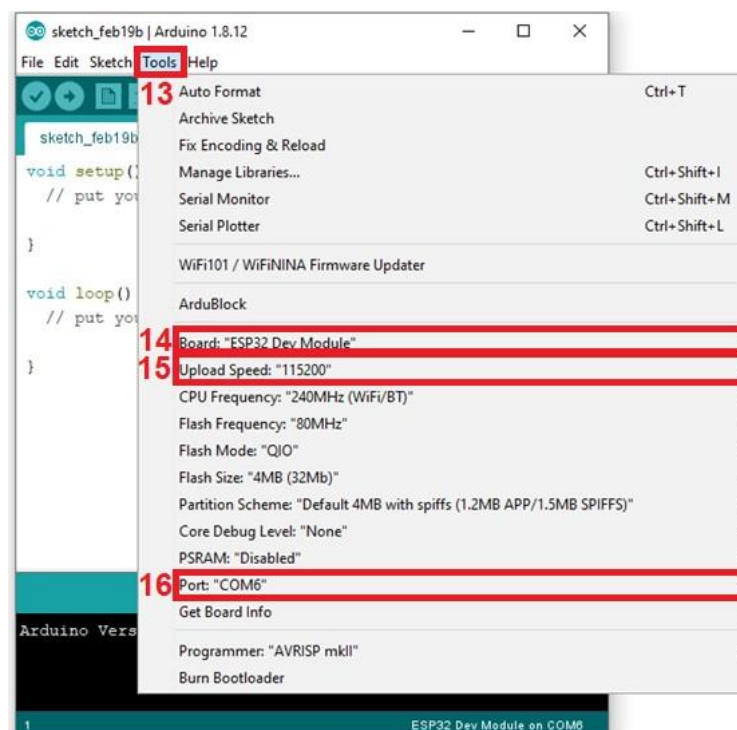 sketch_feb19b | Arduino 1.8.12
File Edit Sketch Tools Help
13 Auto Format Ctrl+T
Archive Sketch
sketch_feb19b
Fix Encoding & Reload
void setup()
Manage Libraries... Ctrl+Shift+I
// put you
Serial Monitor Ctrl+Shift+M
Serial Plotter Ctrl+Shift+L
}
WiFi101 / WiFiNINA Firmware Updater
void loop()
ArduBlock
// put you
14 Board: "ESP32 Dev Module"
}
15 Upload Speed: "115200"
CPU Frequency: "240MHz (WiFi/BT)"
Flash Frequency: "80MHz"
Flash Mode: "QIO"
Flash Size: "4MB (32Mb)"
Partition Scheme: "Default 4MB with spiffs (1.2MB APP/1.5MB SPIFFS)"
Core Debug Level: "None"
PSRAM: "Disabled"
16 Port: "COM6"
Get Board Info
Arduino Vers
Programmer: "AVRISP mkII"
Burn Bootloader
1 ESP32 Dev Module on COM6